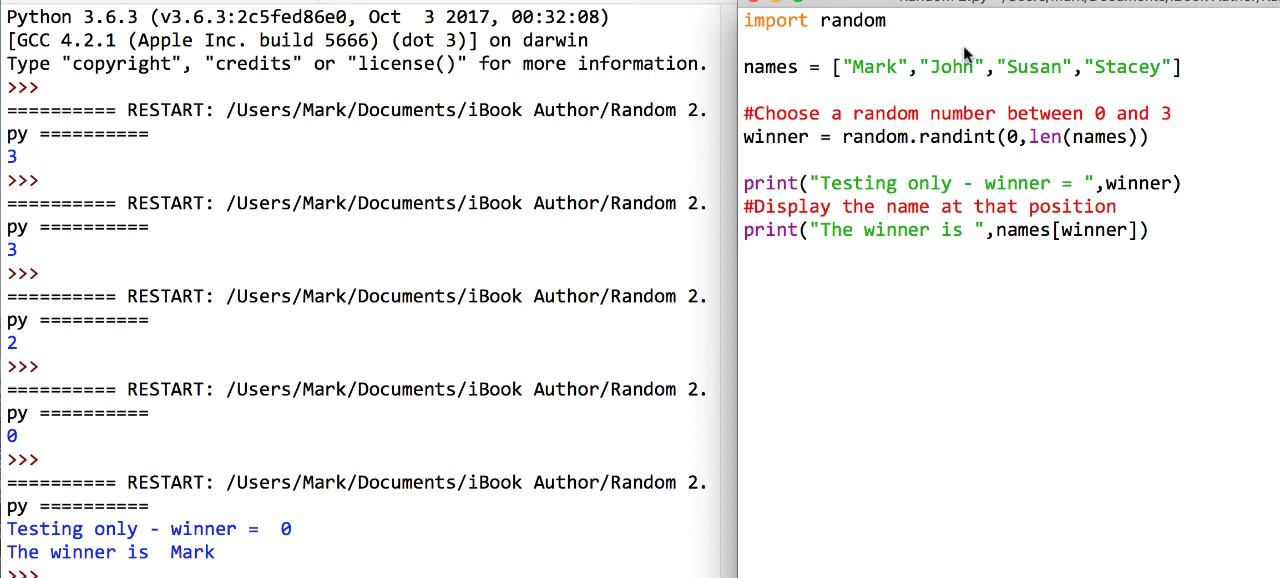 Python 3.6.3 (v3.6.3:2c5fed86e0, Oct  3 2017, 00:32:08)
[GCC 4.2.1 (Apple Inc. build 5666) (dot 3)] on darwin
Type "copyright", "credits" or "license()" for more information.
>>>
========== RESTART: /Users/Mark/Documents/iBook Author/Random 2.
py ==========
3
>>>
========== RESTART: /Users/Mark/Documents/iBook Author/Random 2.
py ==========
3
>>>
========== RESTART: /Users/Mark/Documents/iBook Author/Random 2.
py ==========
2
>>>
========== RESTART: /Users/Mark/Documents/iBook Author/Random 2.
py ==========
0
>>>
========== RESTART: /Users/Mark/Documents/iBook Author/Random 2.
py ==========
Testing only - winner =  0
The winner is  Mark
>>>
import random
names = ["Mark","John","Susan","Stacey"]
#Choose a random number between 0 and 3
winner = random.randint(0,len(names))
print("Testing only - winner = ",winner)
#Display the name at that position
print("The winner is ",names[winner])